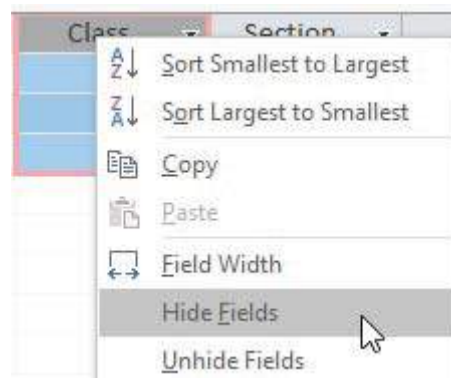 Class Section
Sort Smallest to Largest
Sort Largest to Smallest
Copy
Paste
Field Width
Hide Fields
Unhide Fields